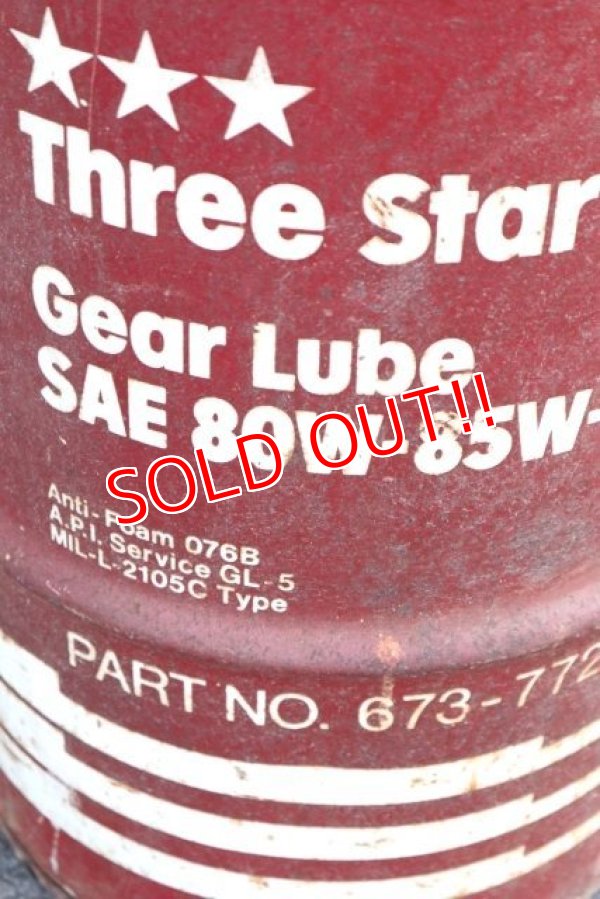 Three Star
Gear Lube
SAE 80W-85W-
SOLD OUT!!
Anti-Foam 076B
A.P.I. Service GL-5
MIL-L-2105C Type
PART NO. 673-772